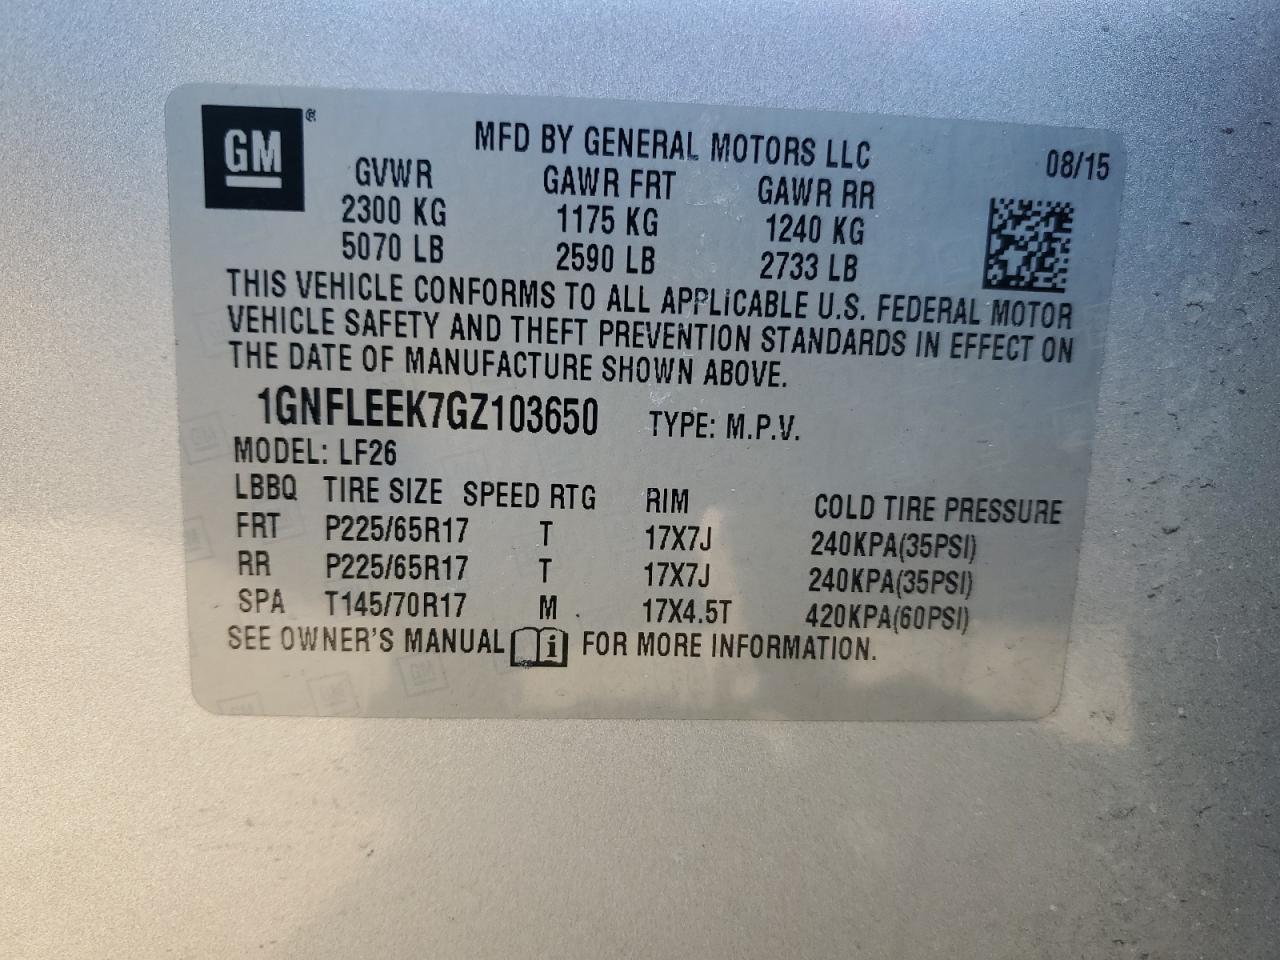 GM ®
MFD BY GENERAL MOTORS LLC 08/15
GVWR GAWR FRT GAWR RR
2300 KG 1175 KG 1240 KG
5070 LB 2590 LB 2733 LB
THIS VEHICLE CONFORMS TO ALL APPLICABLE U.S. FEDERAL MOTOR
VEHICLE SAFETY AND THEFT PREVENTION STANDARDS IN EFFECT ON
THE DATE OF MANUFACTURE SHOWN ABOVE.
1GNFLEEK7GZ103650 TYPE: M.P.V.
MODEL: LF26
LBBQ TIRE SIZE SPEED RTG RIM COLD TIRE PRESSURE
FRT P225/65R17 T 17X7J 240KPA(35PSI)
RR P225/65R17 T 17X7J 240KPA(35PSI)
SPA T145/70R17 M 17X4.5T 420KPA(60PSI)
SEE OWNER'S MANUAL i FOR MORE INFORMATION.
GM